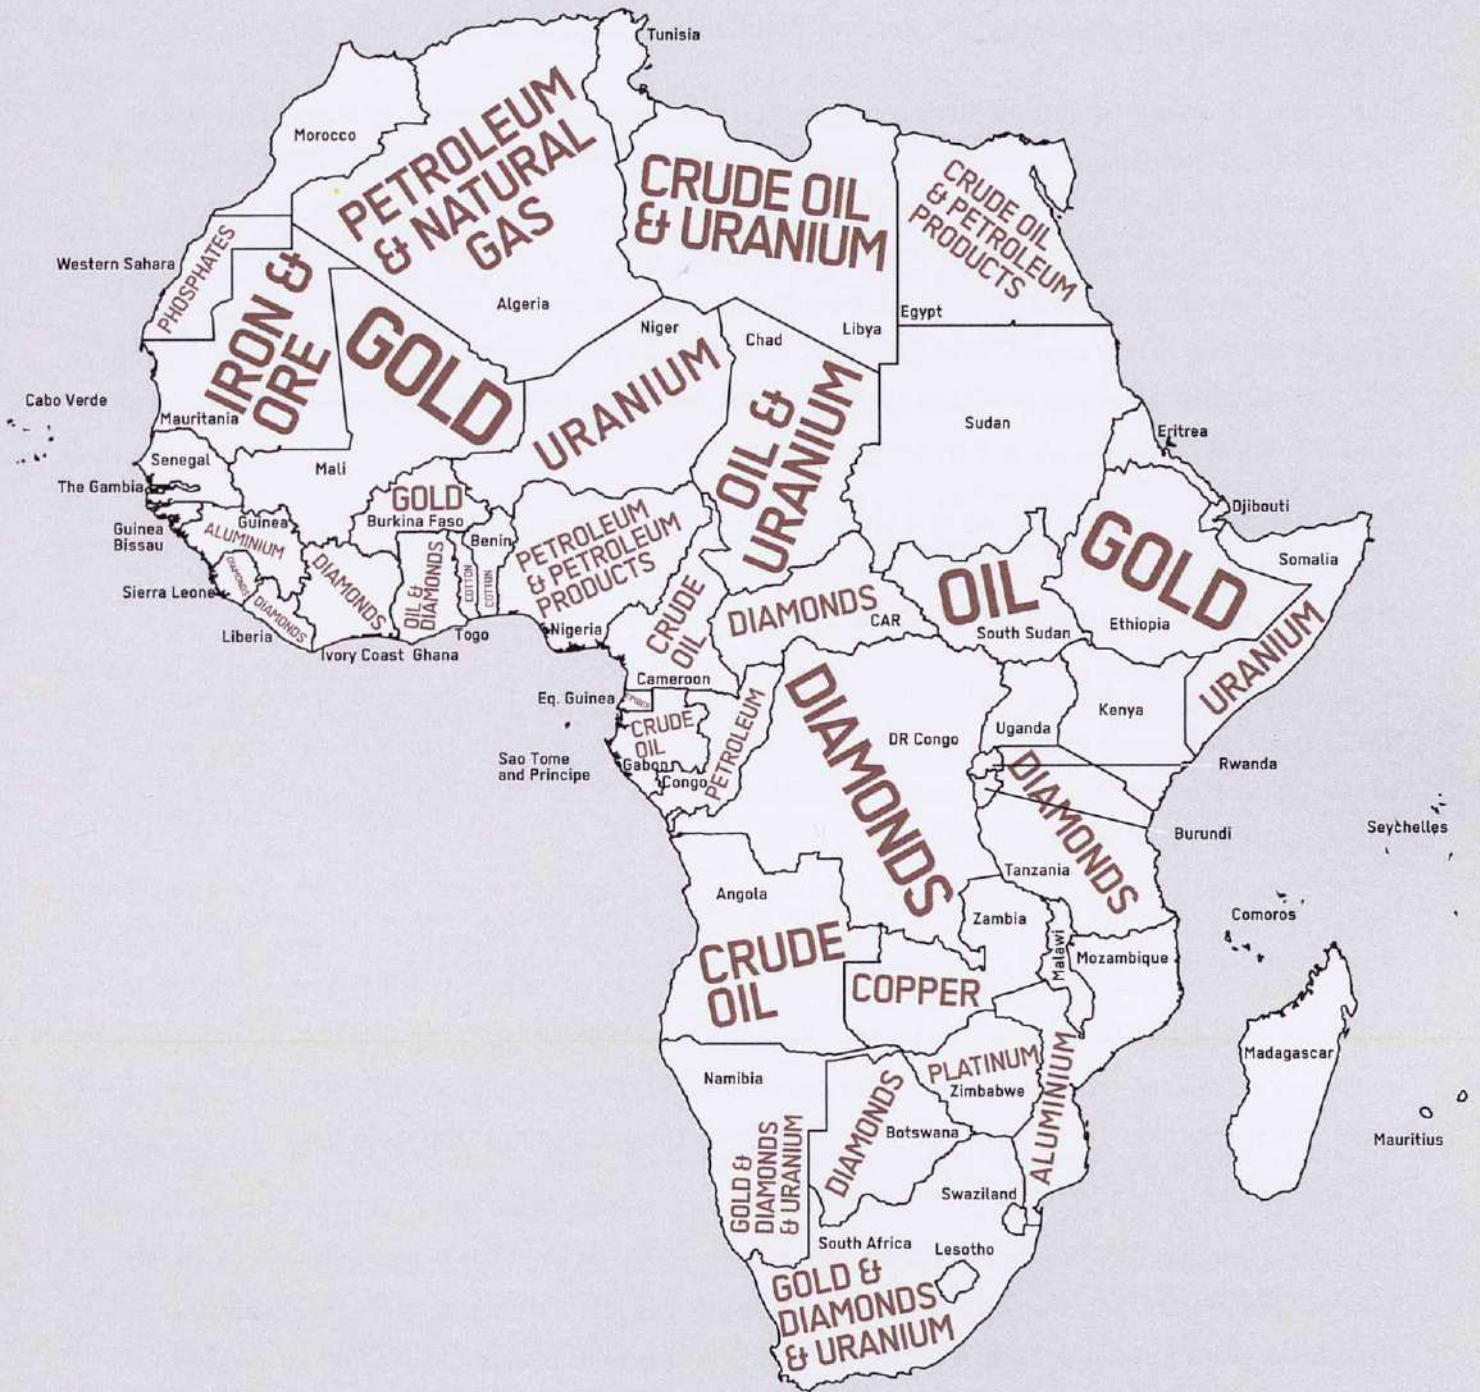 Tunisia
Morocco
PETROLEUM
& NATURAL
GAS
Algeria
CRUDE OIL
& URANIUM
Libya
CRUDE OIL
& PETROLEUM
PRODUCTS
Egypt
Western Sahara
PHOSPHATES
IRON &
ORE
Mauritania
GOLD
Mali
Niger
URANIUM
Chad
OIL &
URANIUM
Sudan
Eritrea
Cabo Verde
Senegal
The Gambia
Guinea
Bissau
Guinea
ALUMINIUM
Sierra Leone
DIAMONDS
Liberia
DIAMONDS
DIAMONDS
Ivory Coast
GOLD
Burkina Faso
OIL &
DIAMONDS
Ghana
COTTON
Togo
Benin
COTTON
PETROLEUM
& PETROLEUM
PRODUCTS
Nigeria
CRUDE
OIL
Cameroon
DIAMONDS
CAR
OIL
South Sudan
GOLD
Ethiopia
Djibouti
Somalia
URANIUM
Eq. Guinea
Sao Tome
and Principe
CRUDE
OIL
Gabon
Congo
PETROLEUM
DIAMONDS
DR Congo
Uganda
Kenya
Rwanda
Burundi
DIAMONDS
Tanzania
Seychelles
Comoros
Angola
CRUDE
OIL
Zambia
COPPER
Malawi
Mozambique
ALUMINIUM
Madagascar
Mauritius
Namibia
GOLD &
DIAMONDS
& URANIUM
DIAMONDS
Botswana
PLATINUM
Zimbabwe
Swaziland
South Africa
Lesotho
GOLD &
DIAMONDS
& URANIUM